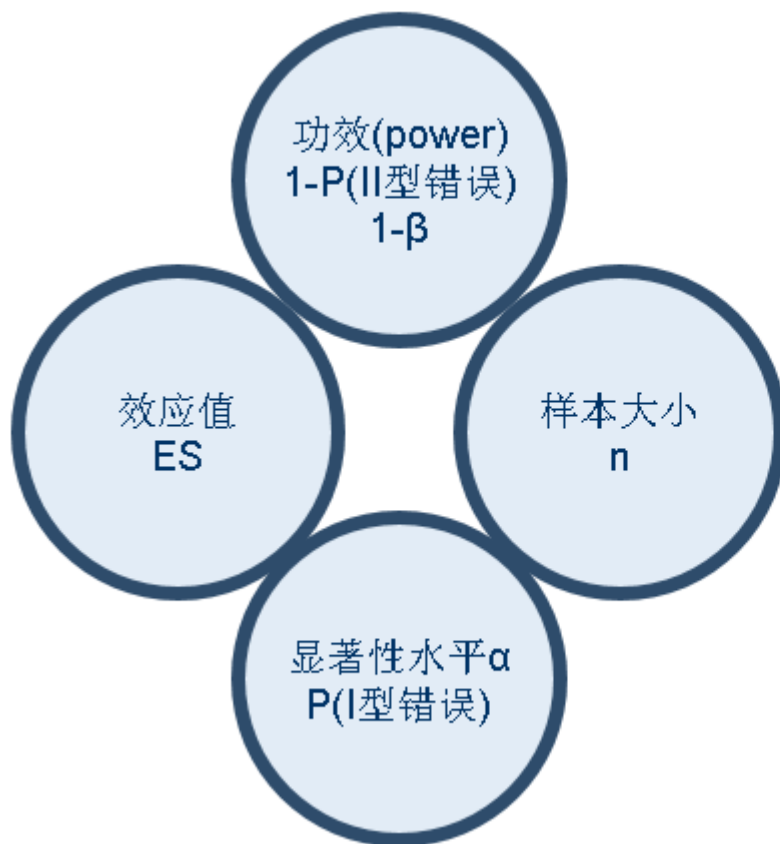 功效(power)
1-P(II型错误)
1-β
效应值
ES
样本大小
n
显著性水平α
P(I型错误)